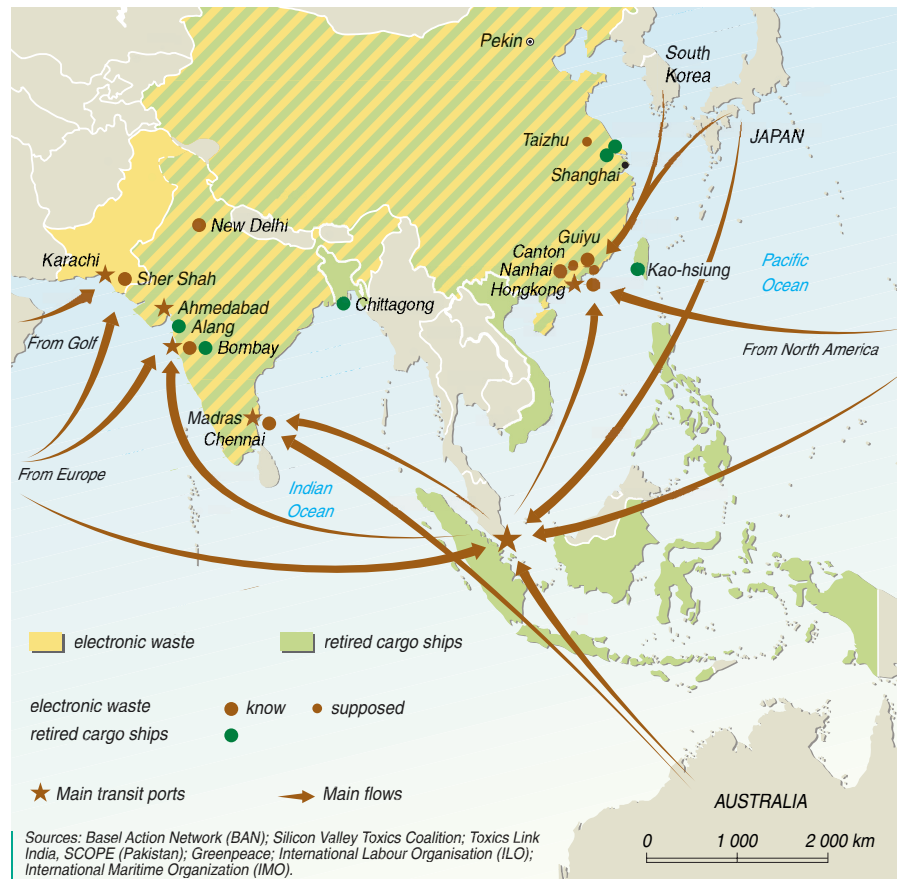 Pekin
South
Korea
JAPAN
Taizhu
Shanghai
New Delhi
Guiyu
Canton
Nanhai
Hongkong
Kao-hsiung
Pacific
Ocean
Karachi
Sher Shah
Ahmedabad
Alang
Chittagong
Bombay
From Golf
From North America
Madras
Chennai
From Europe
Indian
Ocean
electronic waste
retired cargo ships
electronic waste
know
supposed
retired cargo ships
Main transit ports
Main flows
AUSTRALIA
0 1 000 2 000 km
Sources: Basel Action Network (BAN); Silicon Valley Toxics Coalition; Toxics Link
India, SCOPE (Pakistan); Greenpeace; International Labour Organisation (ILO);
International Maritime Organization (IMO).